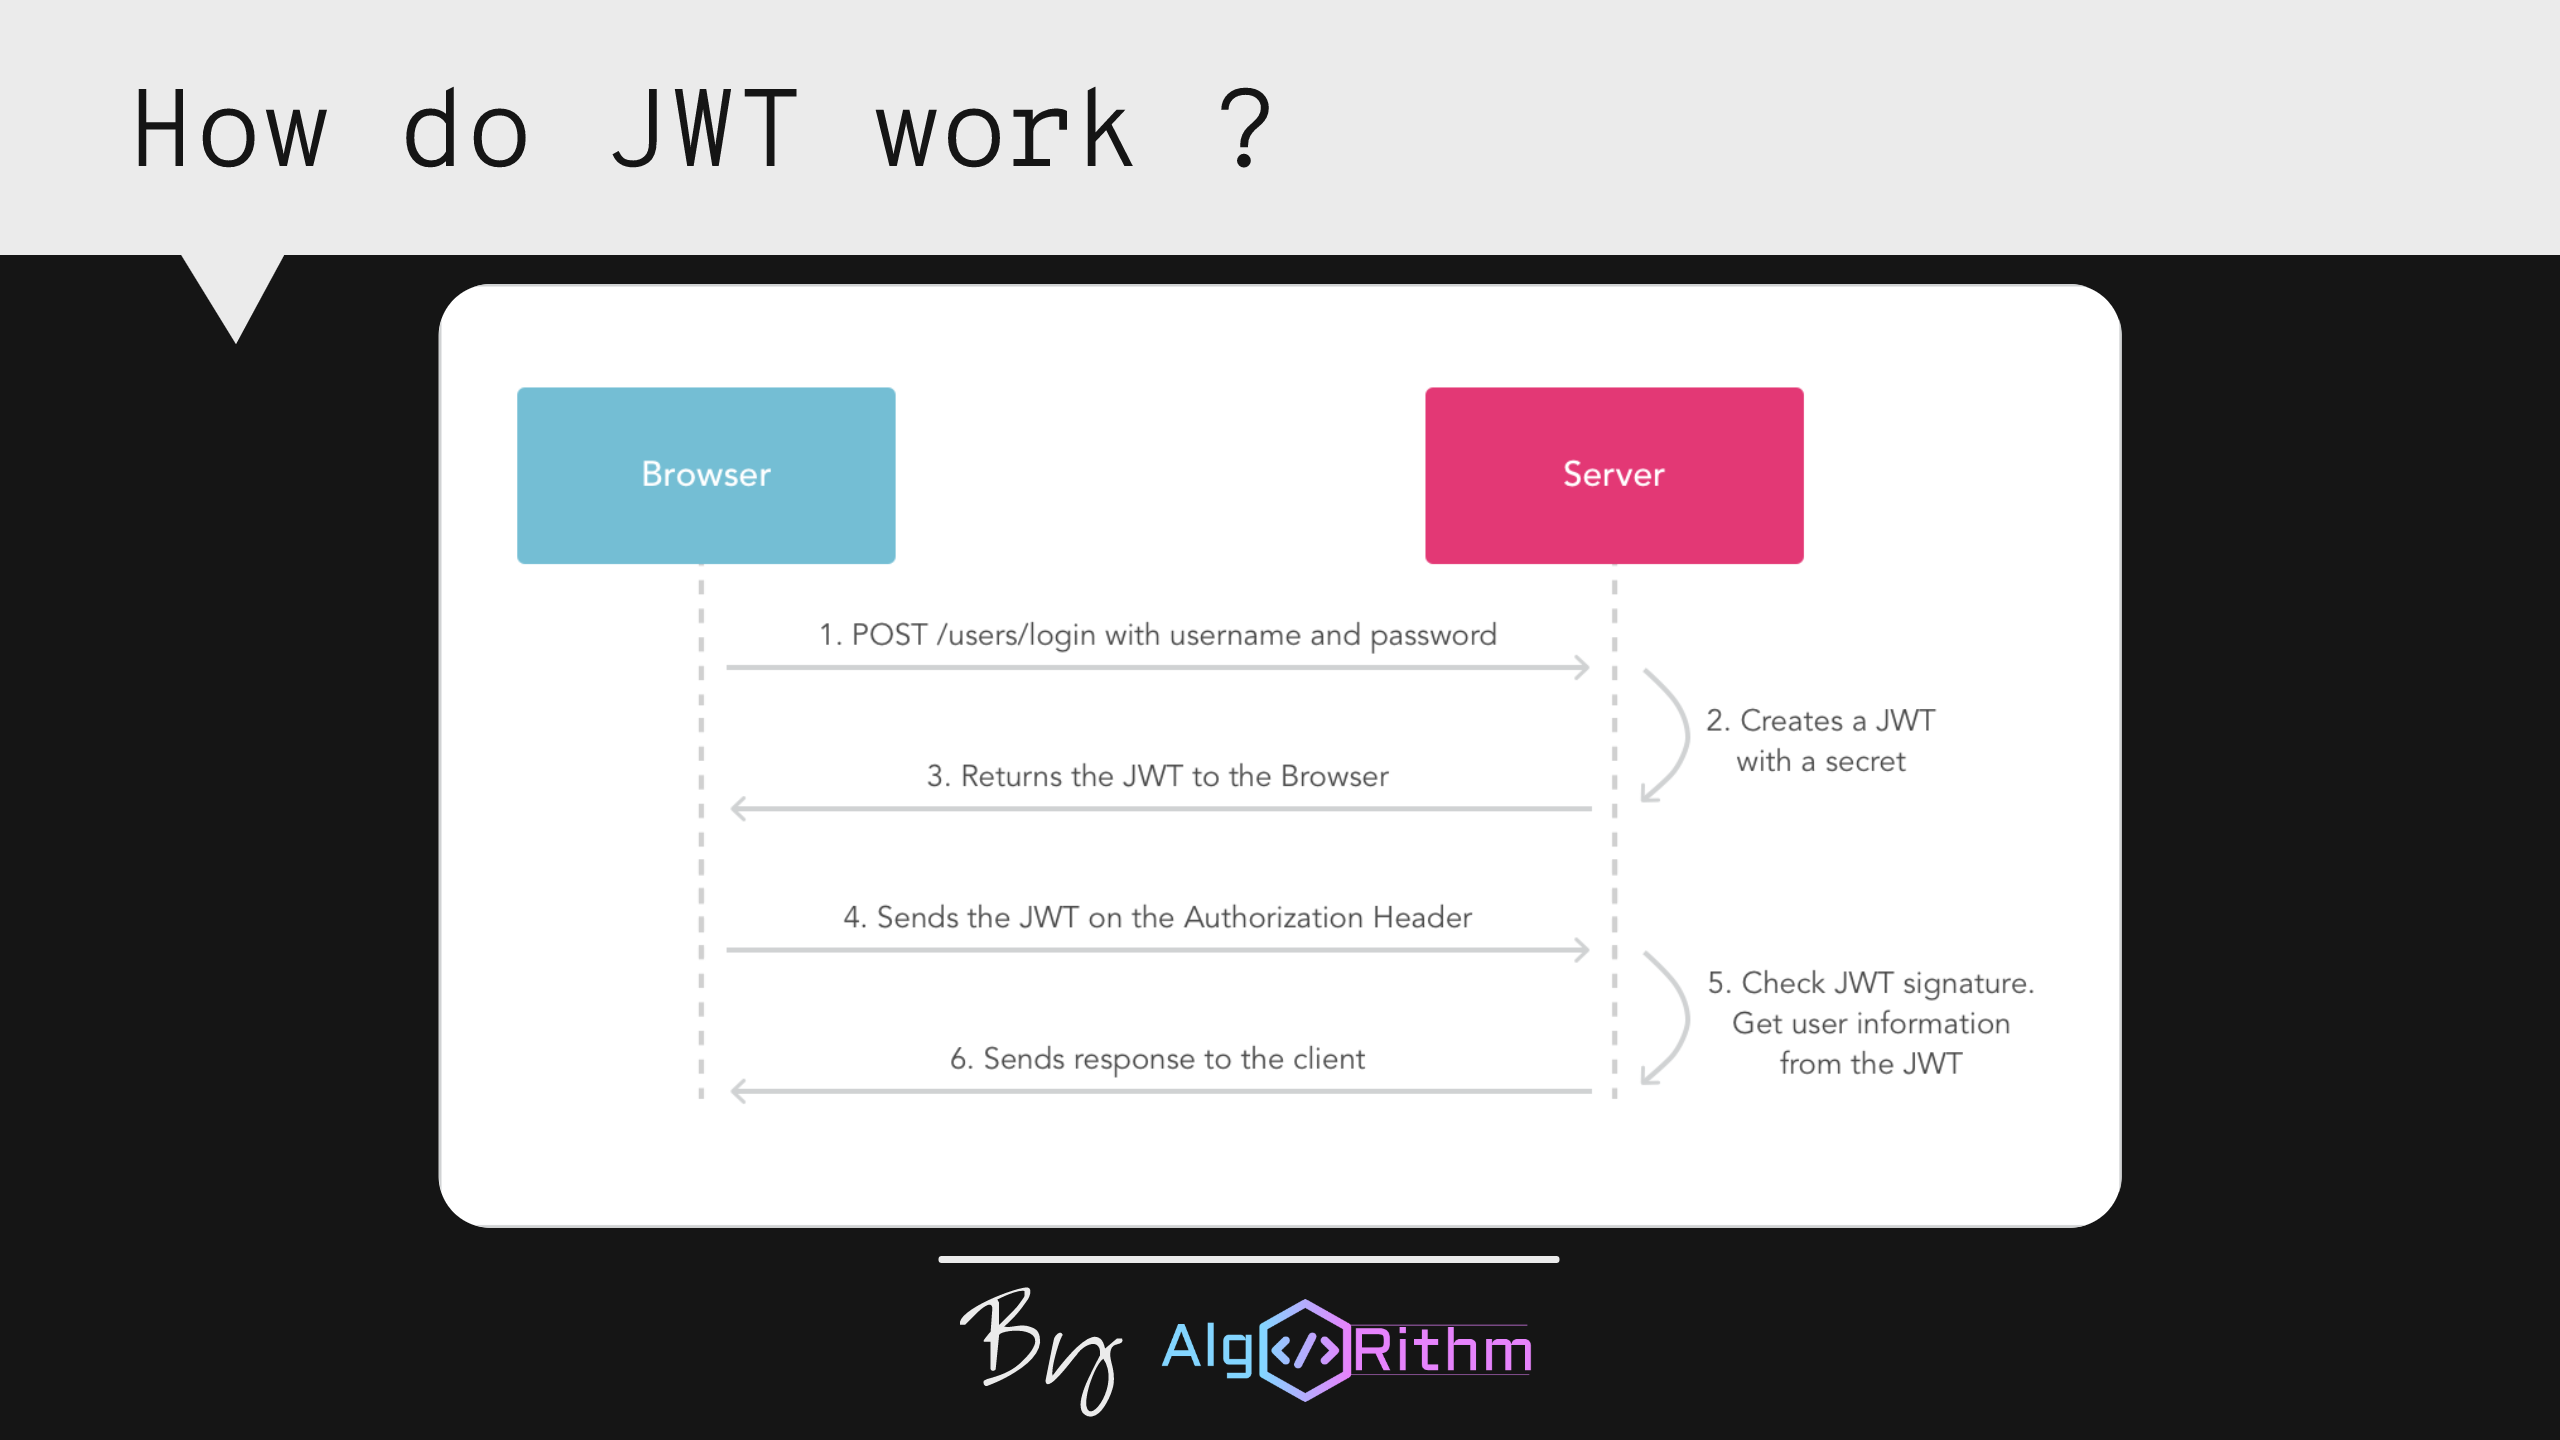 How do JWT work ?
Browser
Server
1. POST /users/login with username and password
2. Creates a JWT
with a secret
3. Returns the JWT to the Browser
4. Sends the JWT on the Authorization Header
5. Check JWT signature.
Get user information
from the JWT
6. Sends response to the client
By Alg</>Rithm